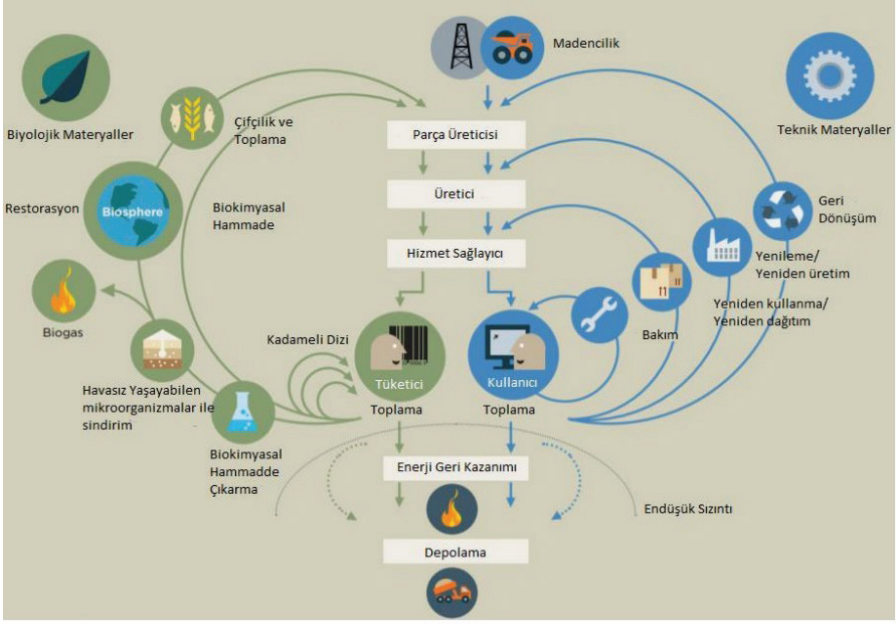 Madencilik
Biyolojik Materyaller
Teknik Materyaller
Çifçilik ve
Toplama
Parça Üreticisi
Restorasyon
Biosphere
Biokimyasal
Hammade
Üretici
Geri
Dönüşüm
Hizmet Sağlayıcı
Yenileme/
Yeniden üretim
Biogas
Yeniden kullanma/
Yeniden dağıtım
Bakım
Kadameli Dizi
Tüketici
Kullanıcı
Toplama
Toplama
Havasız Yaşayabilen
mikroorganizmalar ile
sindirim
Biokimyasal
Hammadde
Çıkarma
Enerji Geri Kazanımı
Endüşük Sızıntı
Depolama